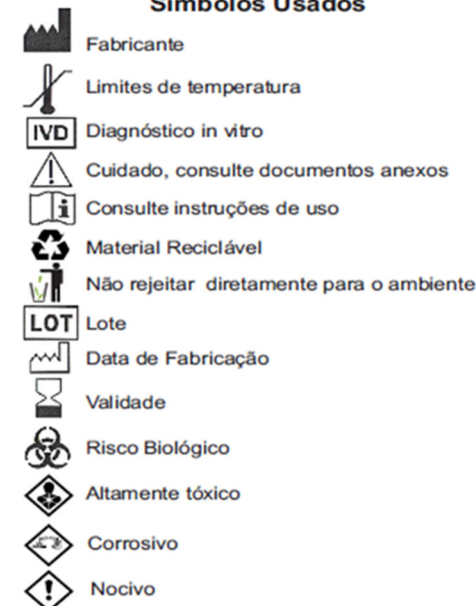 Símbolos Usados
Fabricante
Limites de temperatura
IVD Diagnóstico in vitro
Cuidado, consulte documentos anexos
i Consulte instruções de uso
Material Reciclável
Não rejeitar diretamente para o ambiente
LOT Lote
Data de Fabricação
Validade
Risco Biológico
Altamente tóxico
Corrosivo
Nocivo